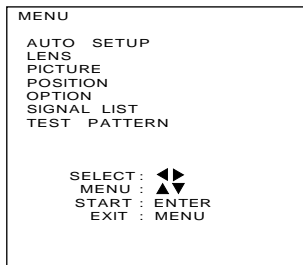 MENU
AUTO SETUP
LENS
PICTURE
POSITION
OPTION
SIGNAL LIST
TEST PATTERN
SELECT : ◀▶
MENU : ▲▼
START : ENTER
EXIT : MENU